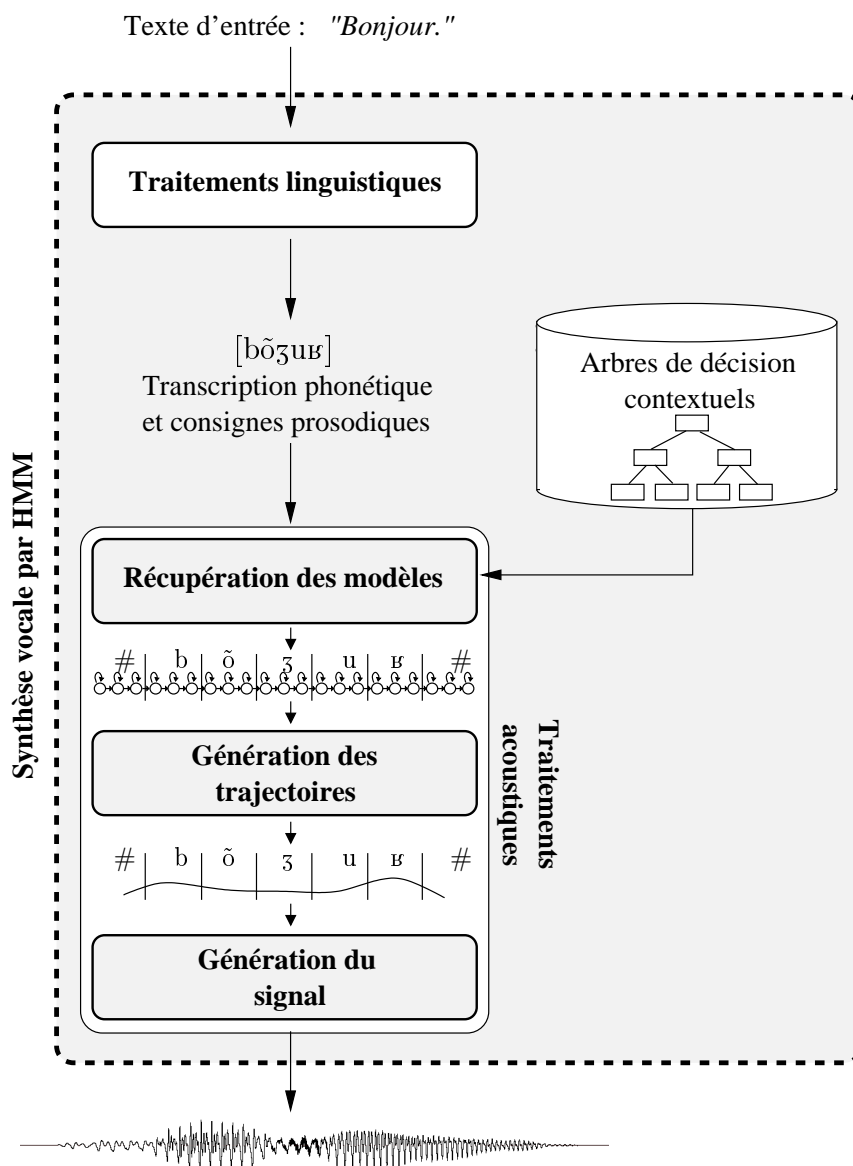 Texte d'entrée : "Bonjour."
Traitements linguistiques
[bõʒuʁ]
Transcription phonétique
et consignes prosodiques
Arbres de décision
contextuels
Synthèse vocale par HMM
Récupération des modèles
# b õ ʒ u ʁ #
Génération des
trajectoires
Traitements
acoustiques
# b õ ʒ u ʁ #
Génération du
signal